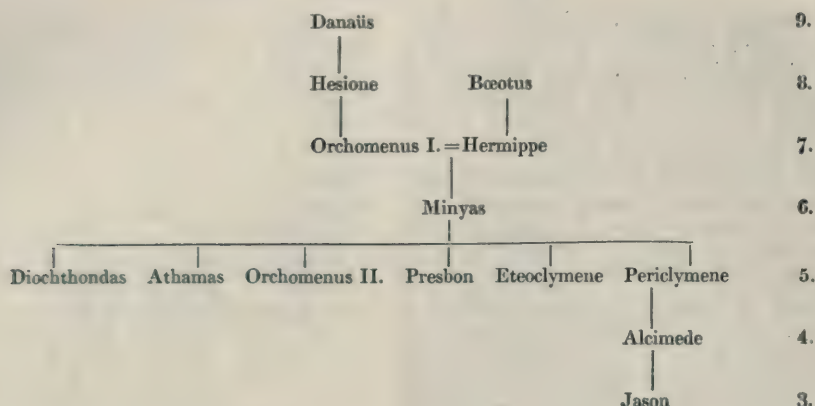 Danaüs 9.
Hesione Bœotus 8.
Orchomenus I.=Hermippe 7.
Minyas 6.
Diochthondas Athamas Orchomenus II. Presbon Eteoclymene Periclymene 5.
Alcimede 4.
Jason 3.